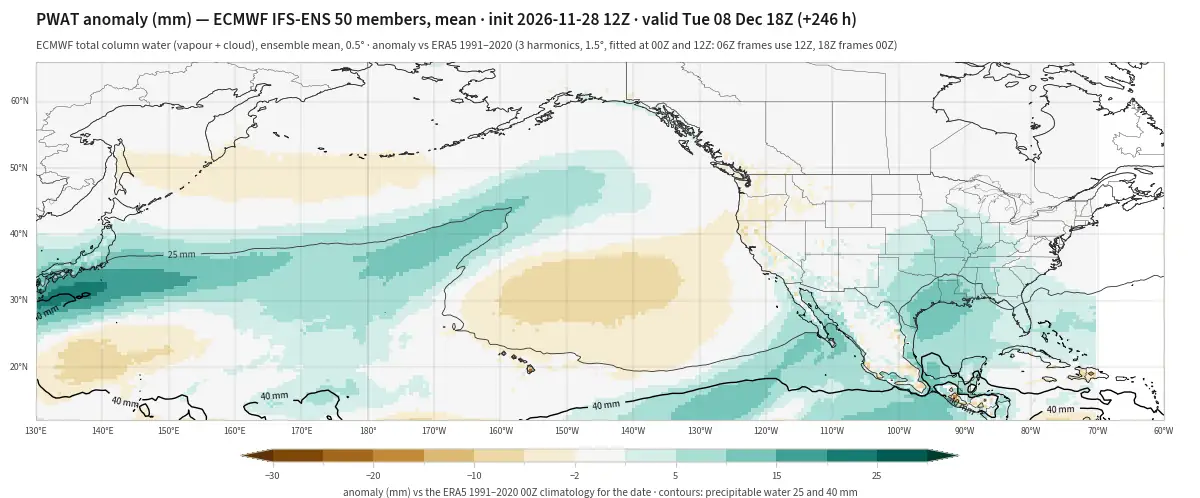 PWAT anomaly (mm) — ECMWF IFS-ENS 50 members, mean · init 2026-11-28 12Z · valid Tue 08 Dec 18Z (+246 h)
ECMWF total column water (vapour + cloud), ensemble mean, 0.5° · anomaly vs ERA5 1991–2020 (3 harmonics, 1.5°, fitted at 00Z and 12Z: 06Z frames use 12Z, 18Z frames 00Z)
60°N
50°N
40°N
25 mm
30°N
20°N
40 mm
40 mm
40 mm
40 mm
130°E 140°E 150°E 160°E 170°E 180° 170°W 160°W 150°W 140°W 130°W 120°W 110°W 100°W 90°W 80°W 70°W 60°W
−30 −20 −10 −2 5 15 25
anomaly (mm) vs the ERA5 1991–2020 00Z climatology for the date · contours: precipitable water 25 and 40 mm